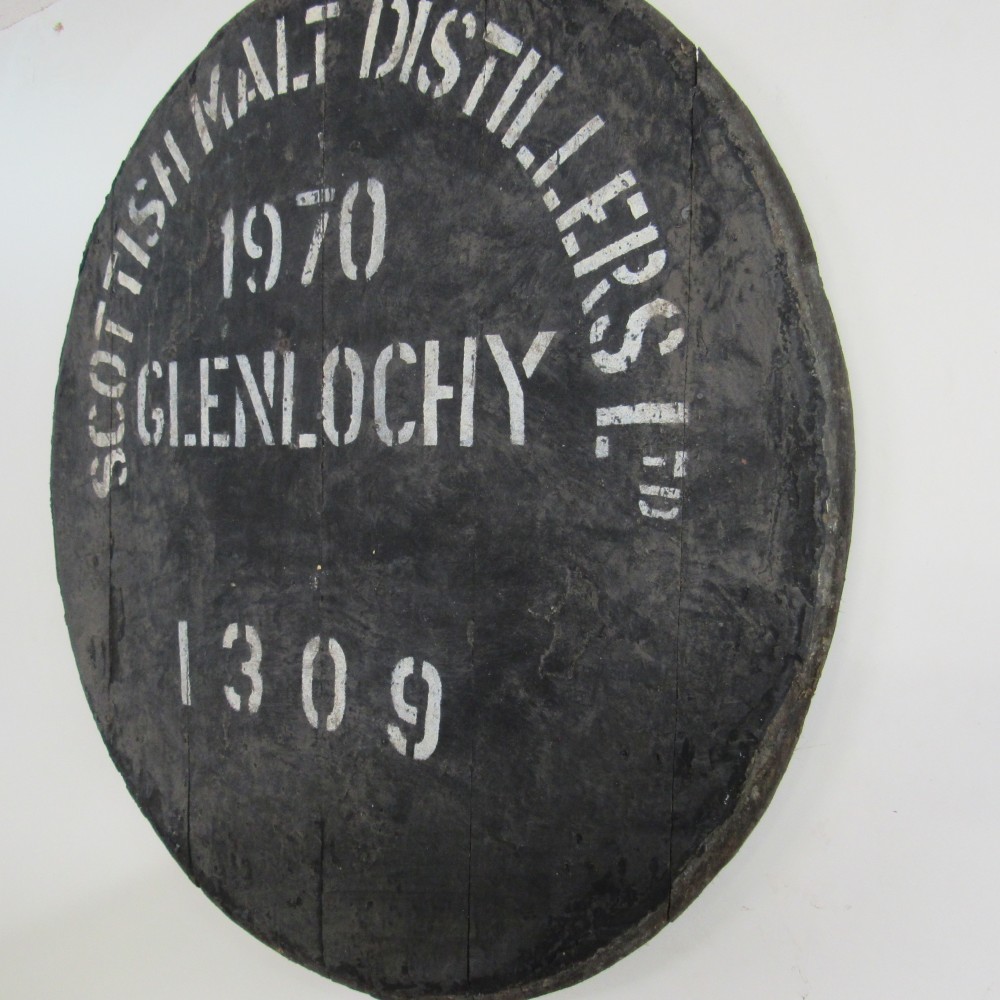 SCOTTISH MALT DISTILLERS LTD
1970
GLENLOCHY
1309